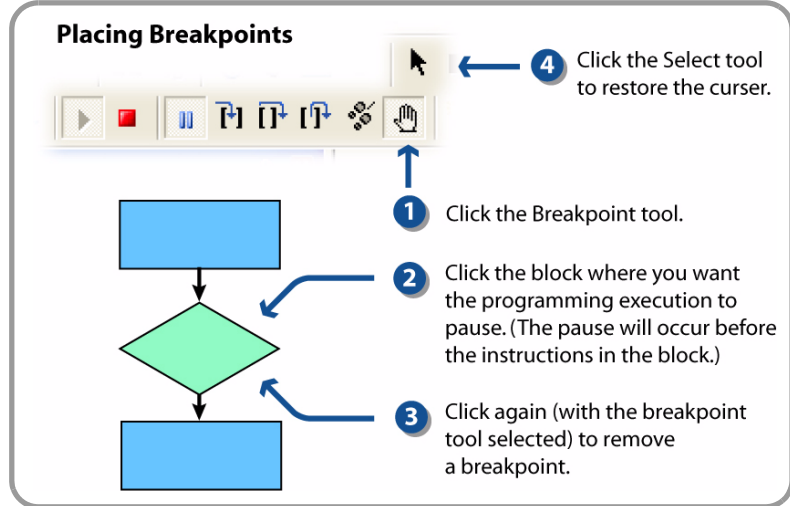 Placing Breakpoints
4 Click the Select tool
to restore the curser.
1 Click the Breakpoint tool.
2 Click the block where you want
the programming execution to
pause. (The pause will occur before
the instructions in the block.)
3 Click again (with the breakpoint
tool selected) to remove
a breakpoint.